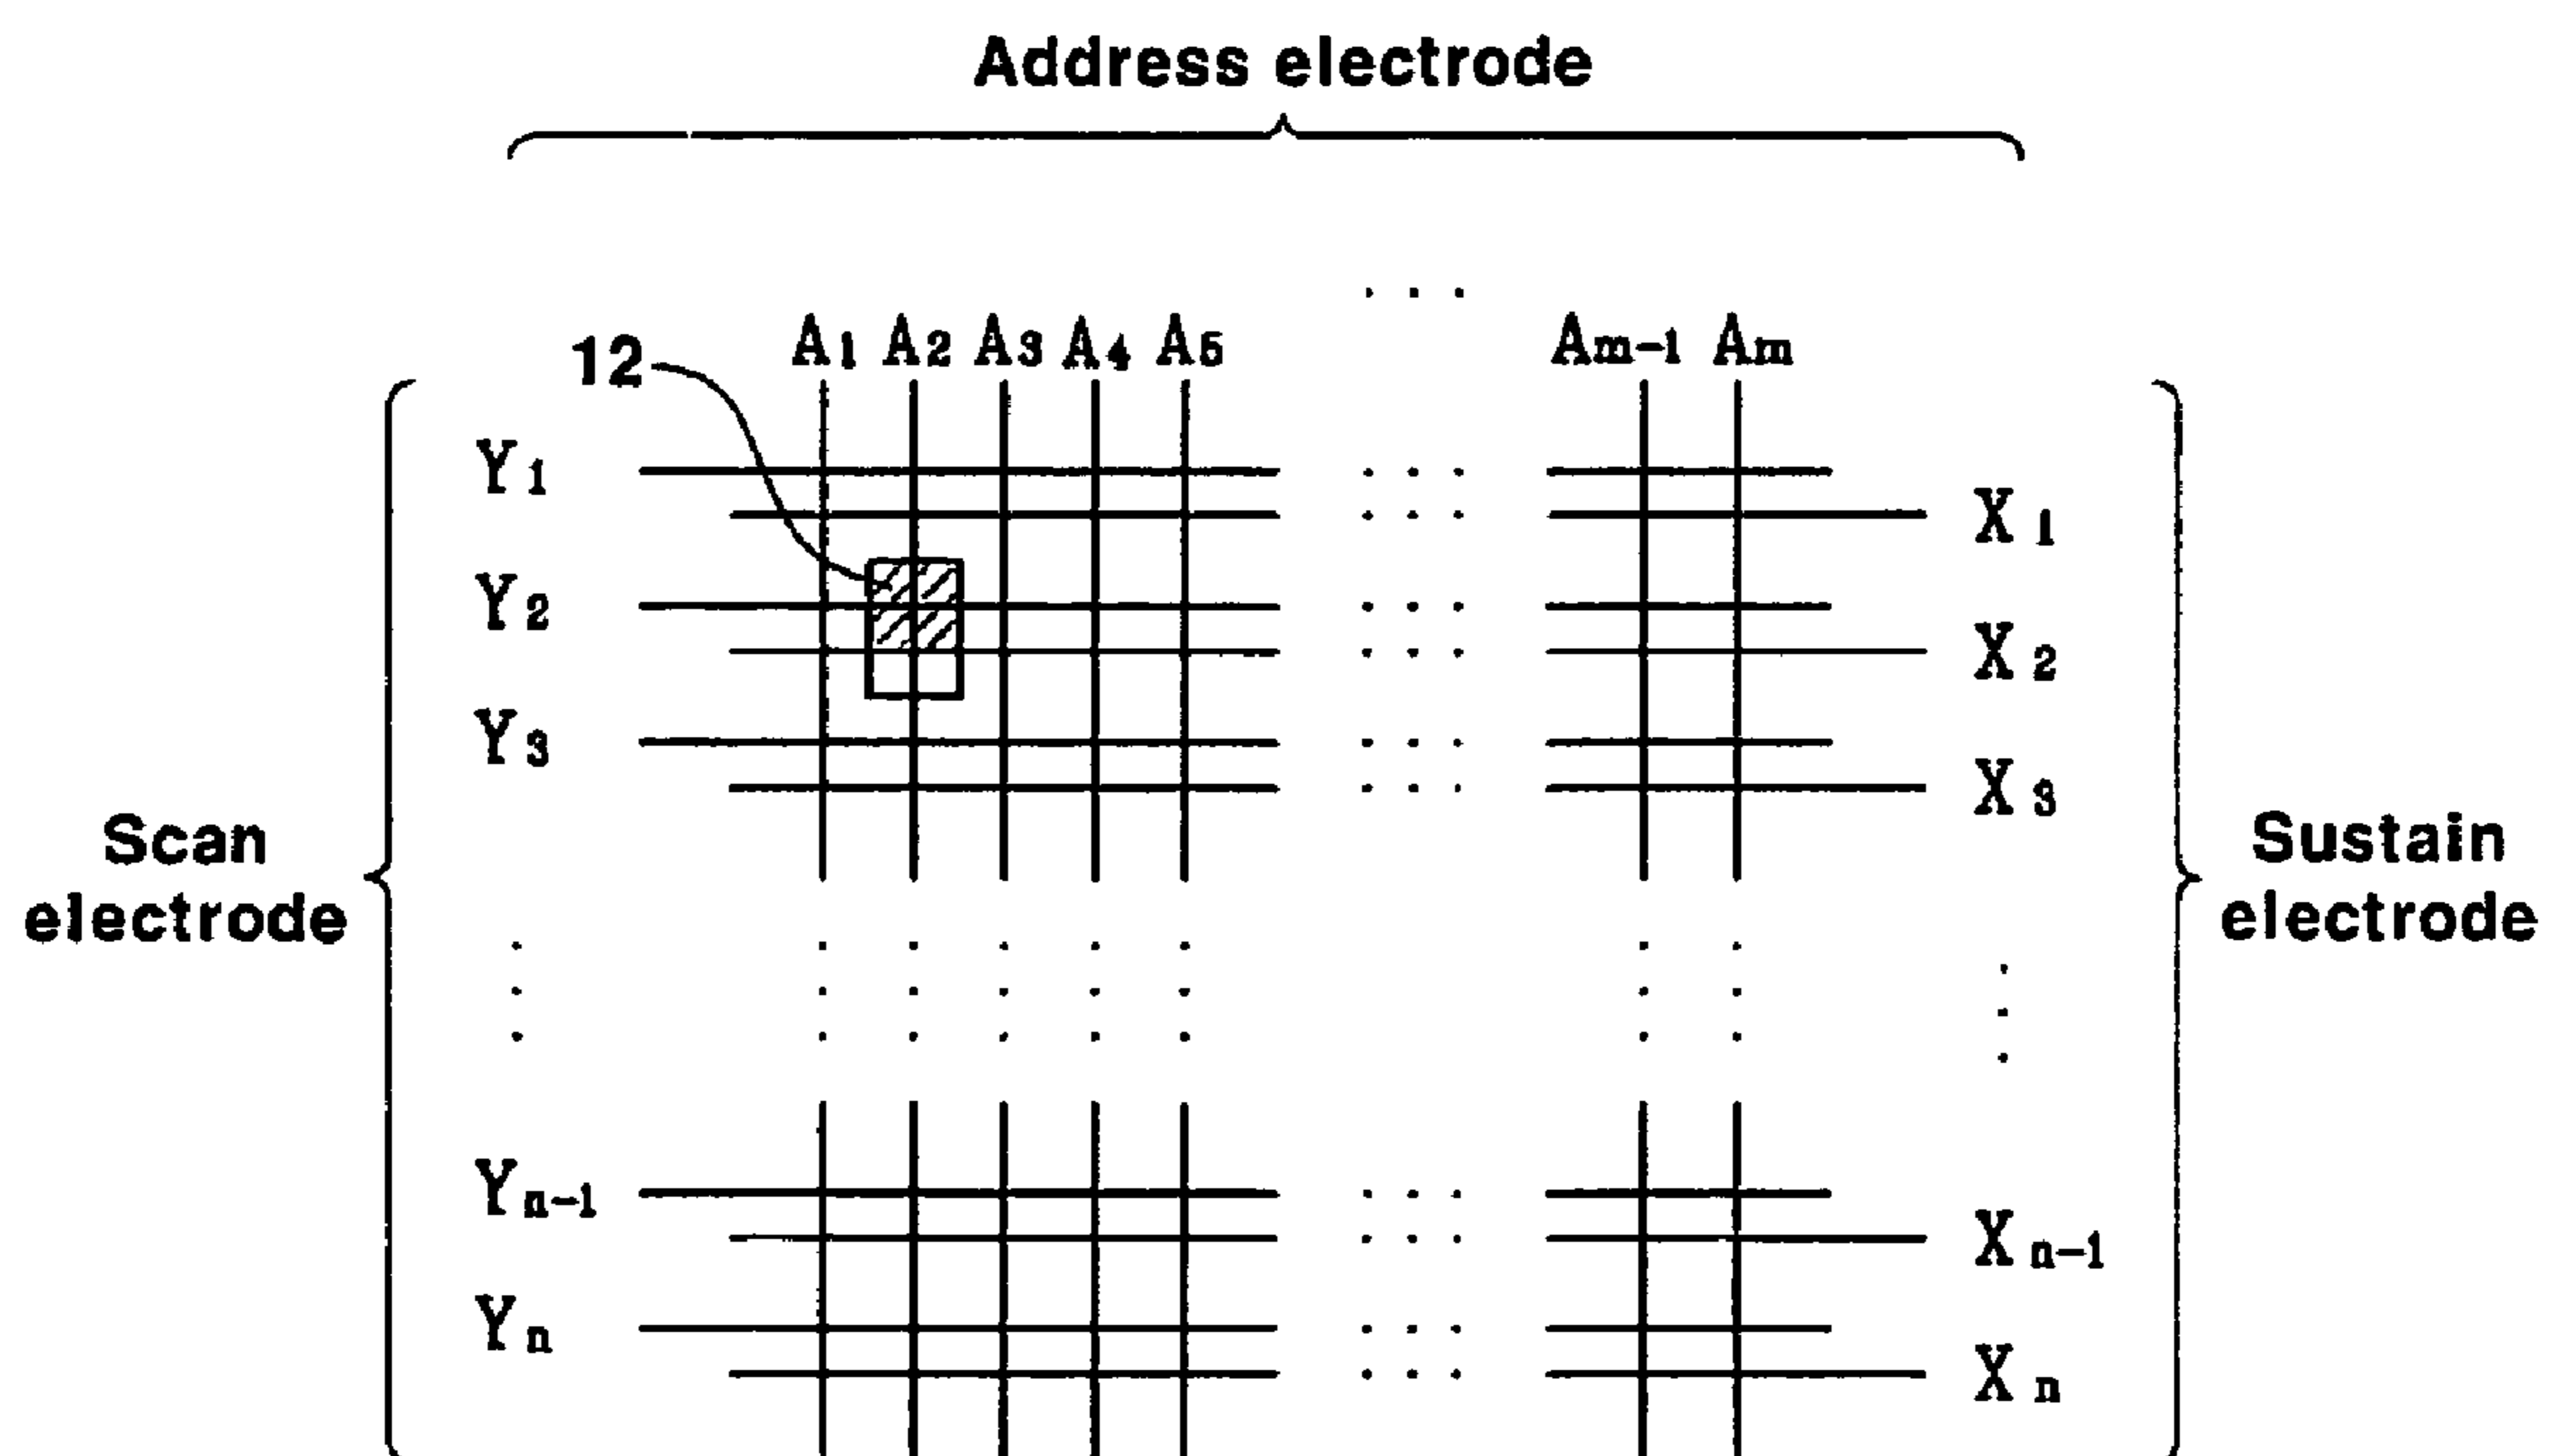 Address electrode
. . .
A1 A2 A3 A4 A5 Am-1 Am
12
Y1
X1
Y2
X2
Y3
X3
Scan
electrode
Sustain
electrode
Yn-1
Xn-1
Yn
Xn